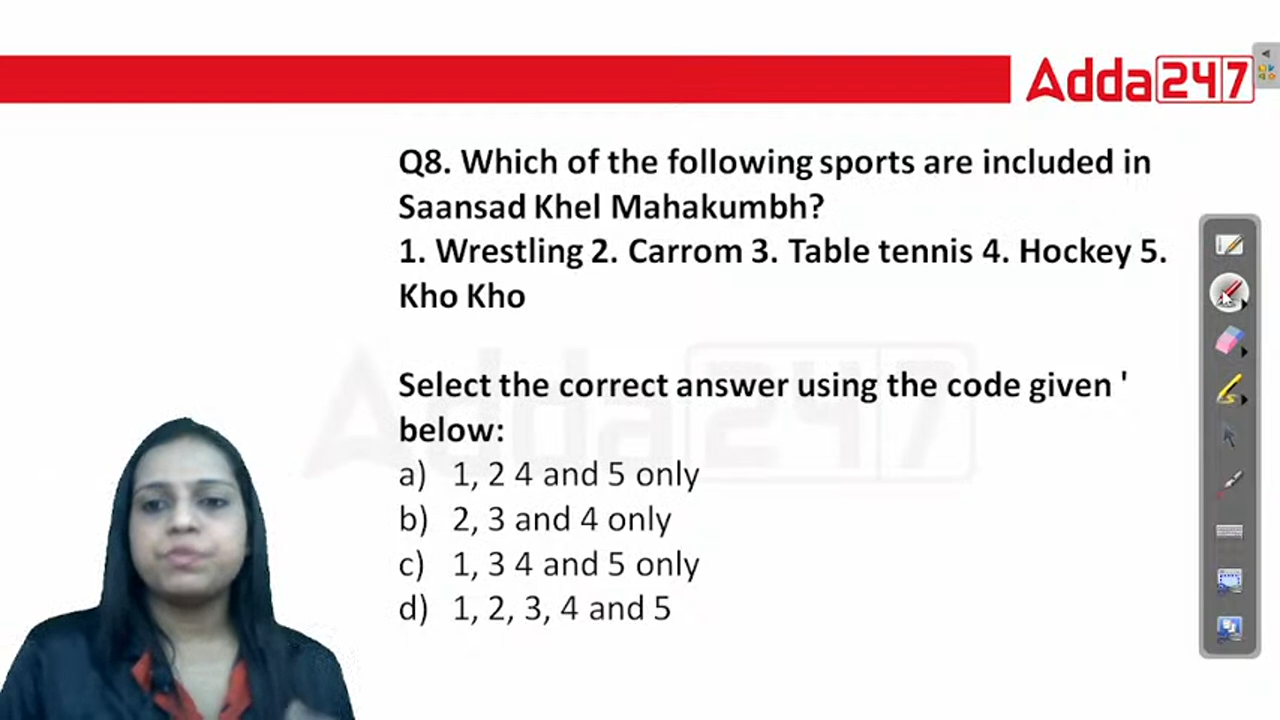 Adda247
Q8. Which of the following sports are included in
Saansad Khel Mahakumbh?
1. Wrestling 2. Carrom 3. Table tennis 4. Hockey 5.
Kho Kho
Adda247
Select the correct answer using the code given '
below:
a) 1, 2 4 and 5 only
b) 2, 3 and 4 only
c) 1, 3 4 and 5 only
d) 1, 2, 3, 4 and 5